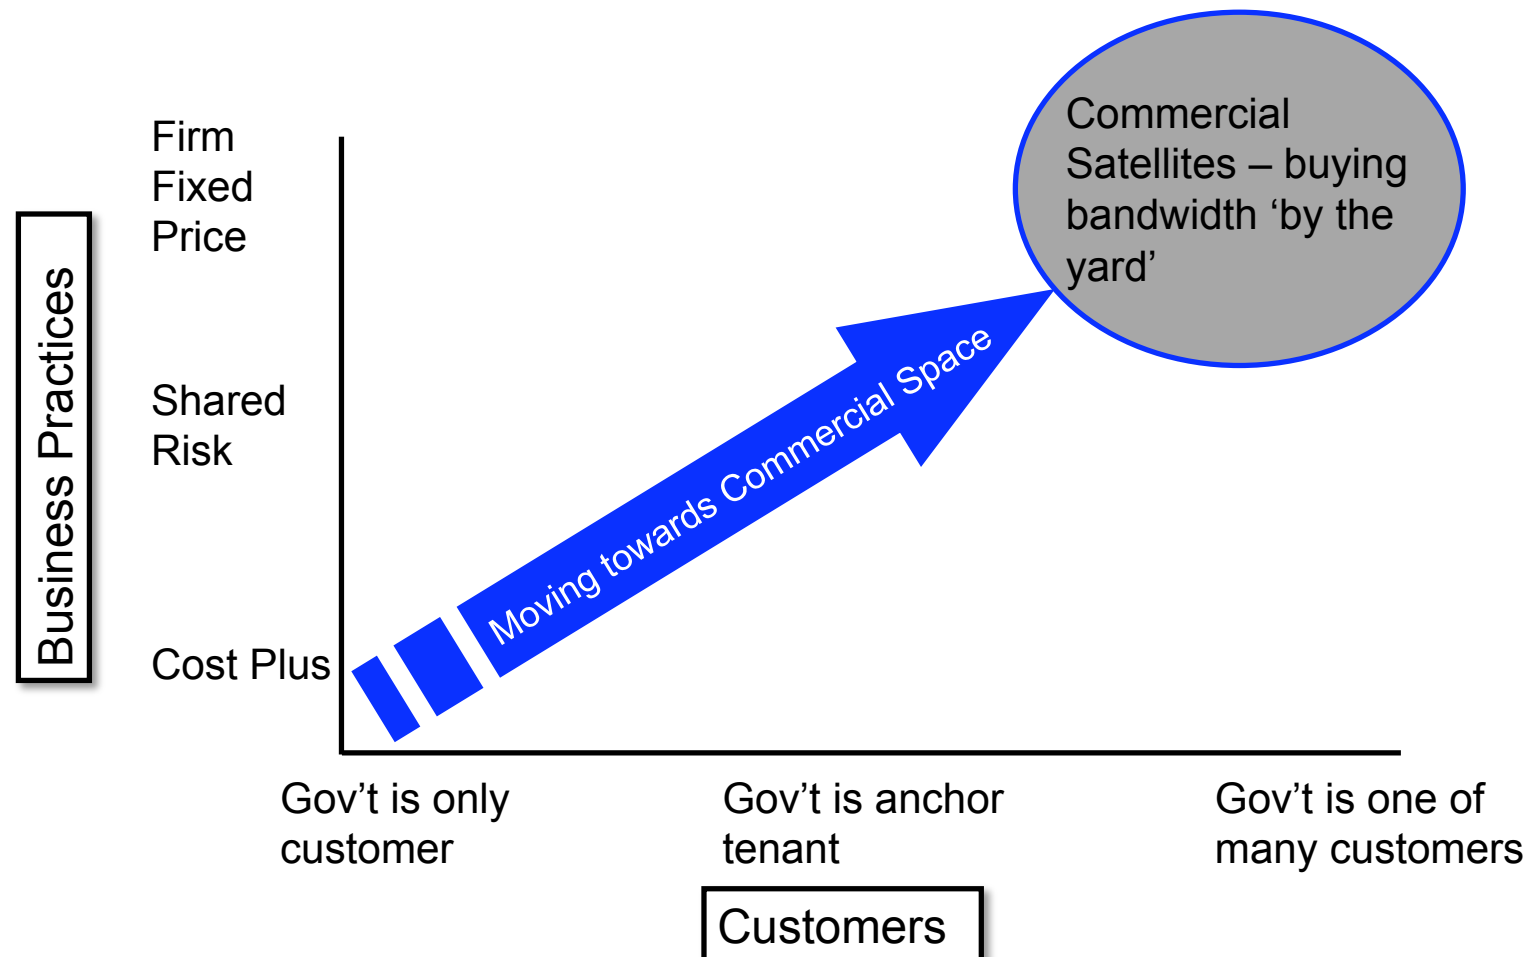 Firm
Fixed
Price
Shared
Risk
Cost Plus
Business Practices
Commercial
Satellites – buying
bandwidth ‘by the
yard’
Moving towards Commercial Space
Gov’t is only
customer
Gov’t is anchor
tenant
Gov’t is one of
many customers
Customers